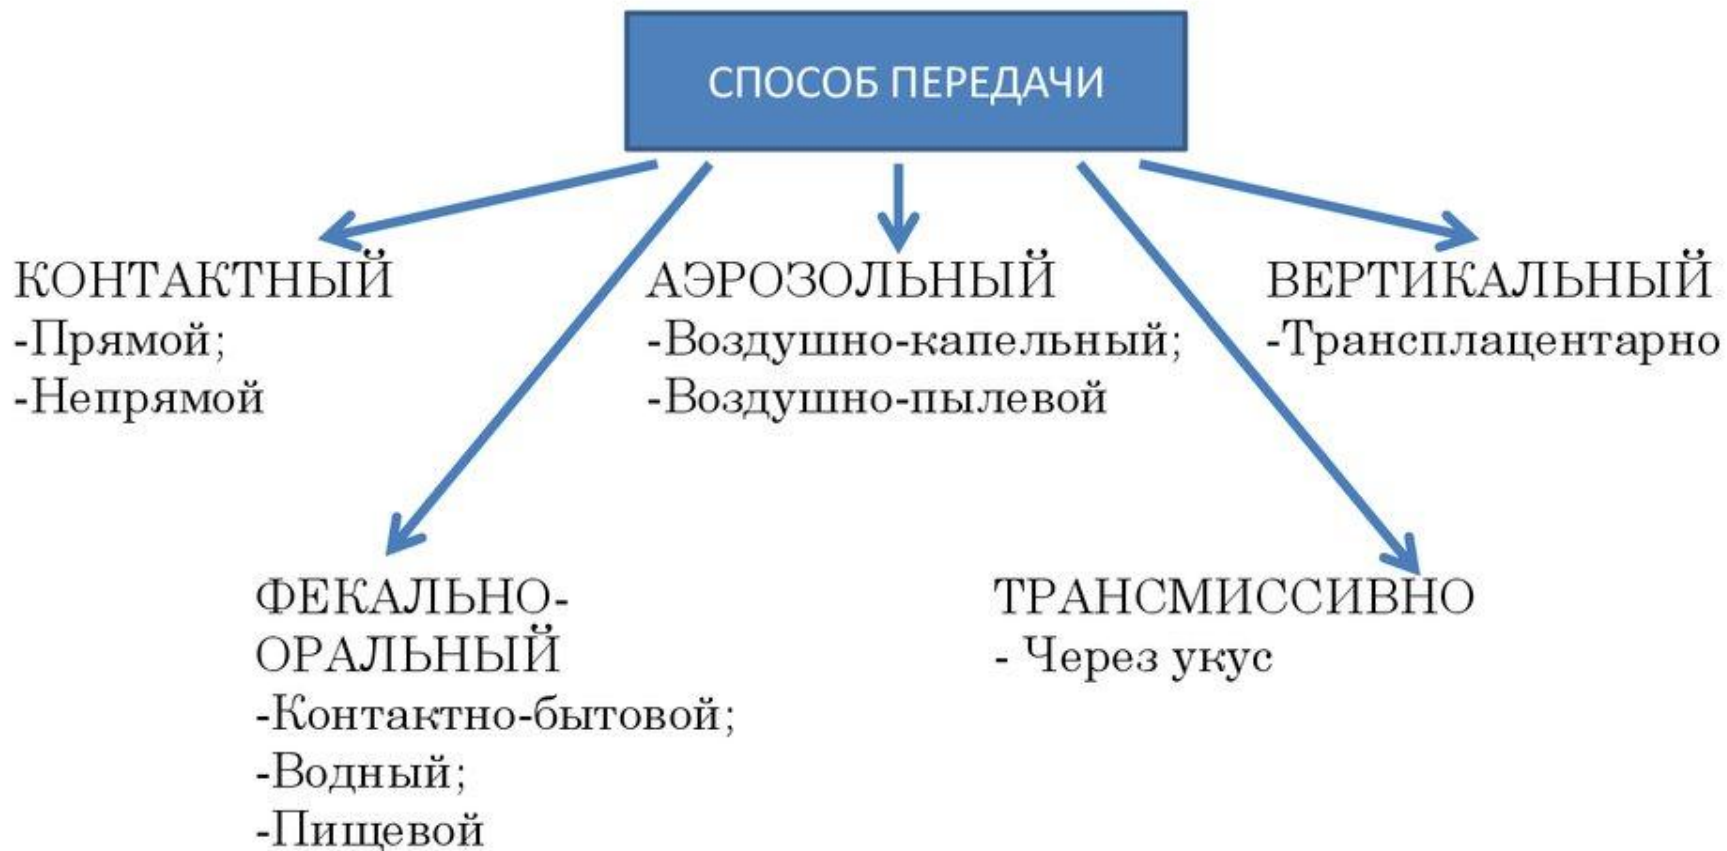 СПОСОБ ПЕРЕДАЧИ
КОНТАКТНЫЙ
-Прямой;
-Непрямой
АЭРОЗОЛЬНЫЙ
-Воздушно-капельный;
-Воздушно-пылевой
ВЕРТИКАЛЬНЫЙ
-Трансплацентарно
ФЕКАЛЬНО-
ОРАЛЬНЫЙ
-Контактно-бытовой;
-Водный;
-Пищевой
ТРАНСМИССИВНО
- Через укус